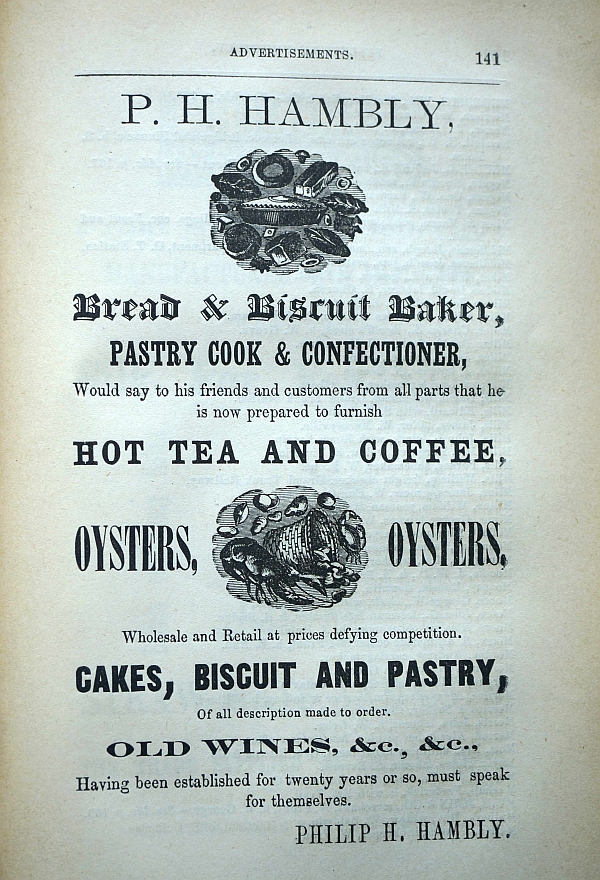 ADVERTISEMENTS. 141
P. H. HAMBLY,
Bread & Biscuit Baker,
PASTRY COOK & CONFECTIONER,
Would say to his friends and customers from all parts that he
is now prepared to furnish
HOT TEA AND COFFEE,
OYSTERS, OYSTERS,
Wholesale and Retail at prices defying competition.
CAKES, BISCUIT AND PASTRY,
Of all description made to order.
OLD WINES, &c., &c.,
Having been established for twenty years or so, must speak
for themselves.
PHILIP H. HAMBLY.